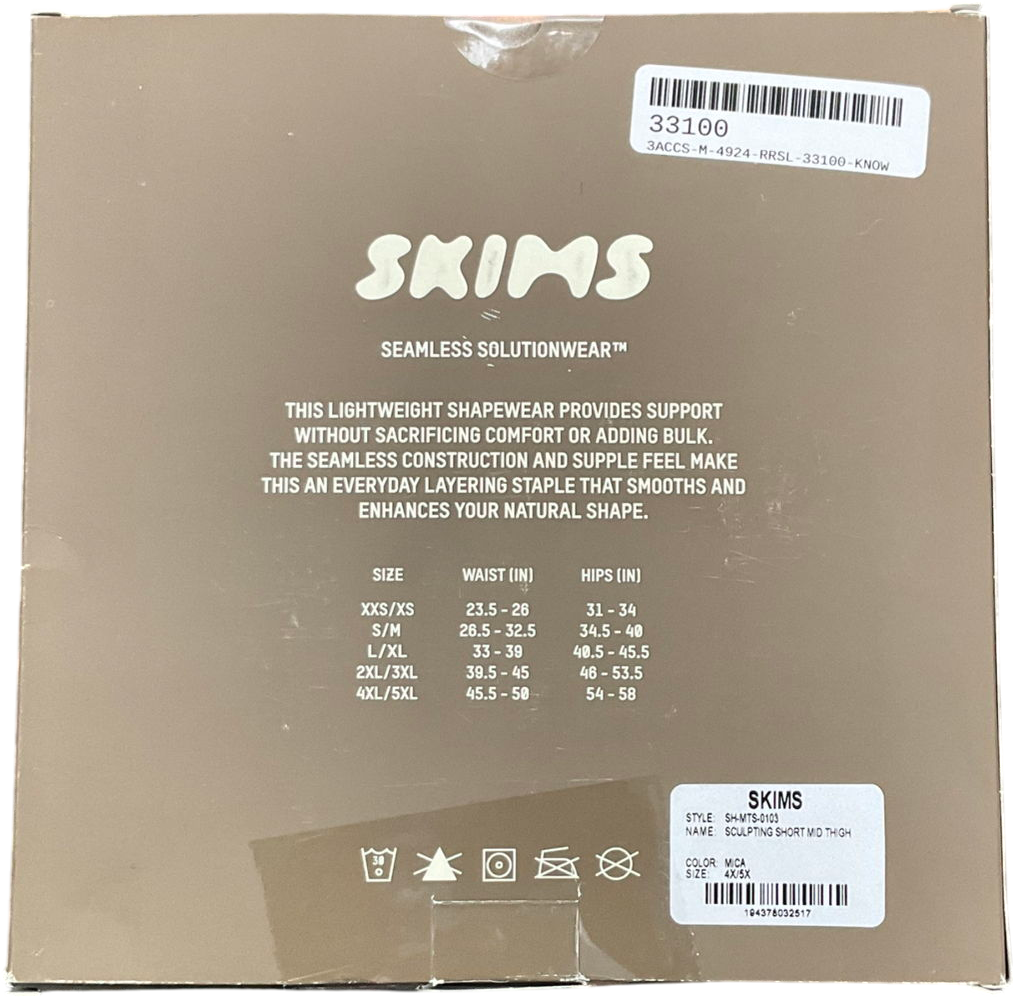 33100
3ACCS-M-4924-RRSL-33100-KNOW
SKIMS
SEAMLESS SOLUTIONWEAR™
THIS LIGHTWEIGHT SHAPEWEAR PROVIDES SUPPORT
WITHOUT SACRIFICING COMFORT OR ADDING BULK.
THE SEAMLESS CONSTRUCTION AND SUPPLE FEEL MAKE
THIS AN EVERYDAY LAYERING STAPLE THAT SMOOTHS AND
ENHANCES YOUR NATURAL SHAPE.
SIZE WAIST (IN) HIPS (IN)
XXS/XS 23.5 - 26 31 - 34
S/M 26.5 - 32.5 34.5 - 40
L/XL 33 - 39 40.5 - 45.5
2XL/3XL 39.5 - 45 46 - 53.5
4XL/5XL 45.5 - 50 54 - 58
30
SKIMS
STYLE: SH-MTS-0103
NAME: SCULPTING SHORT MID THIGH
COLOR: MICA
SIZE: 4X/5X
194378032517